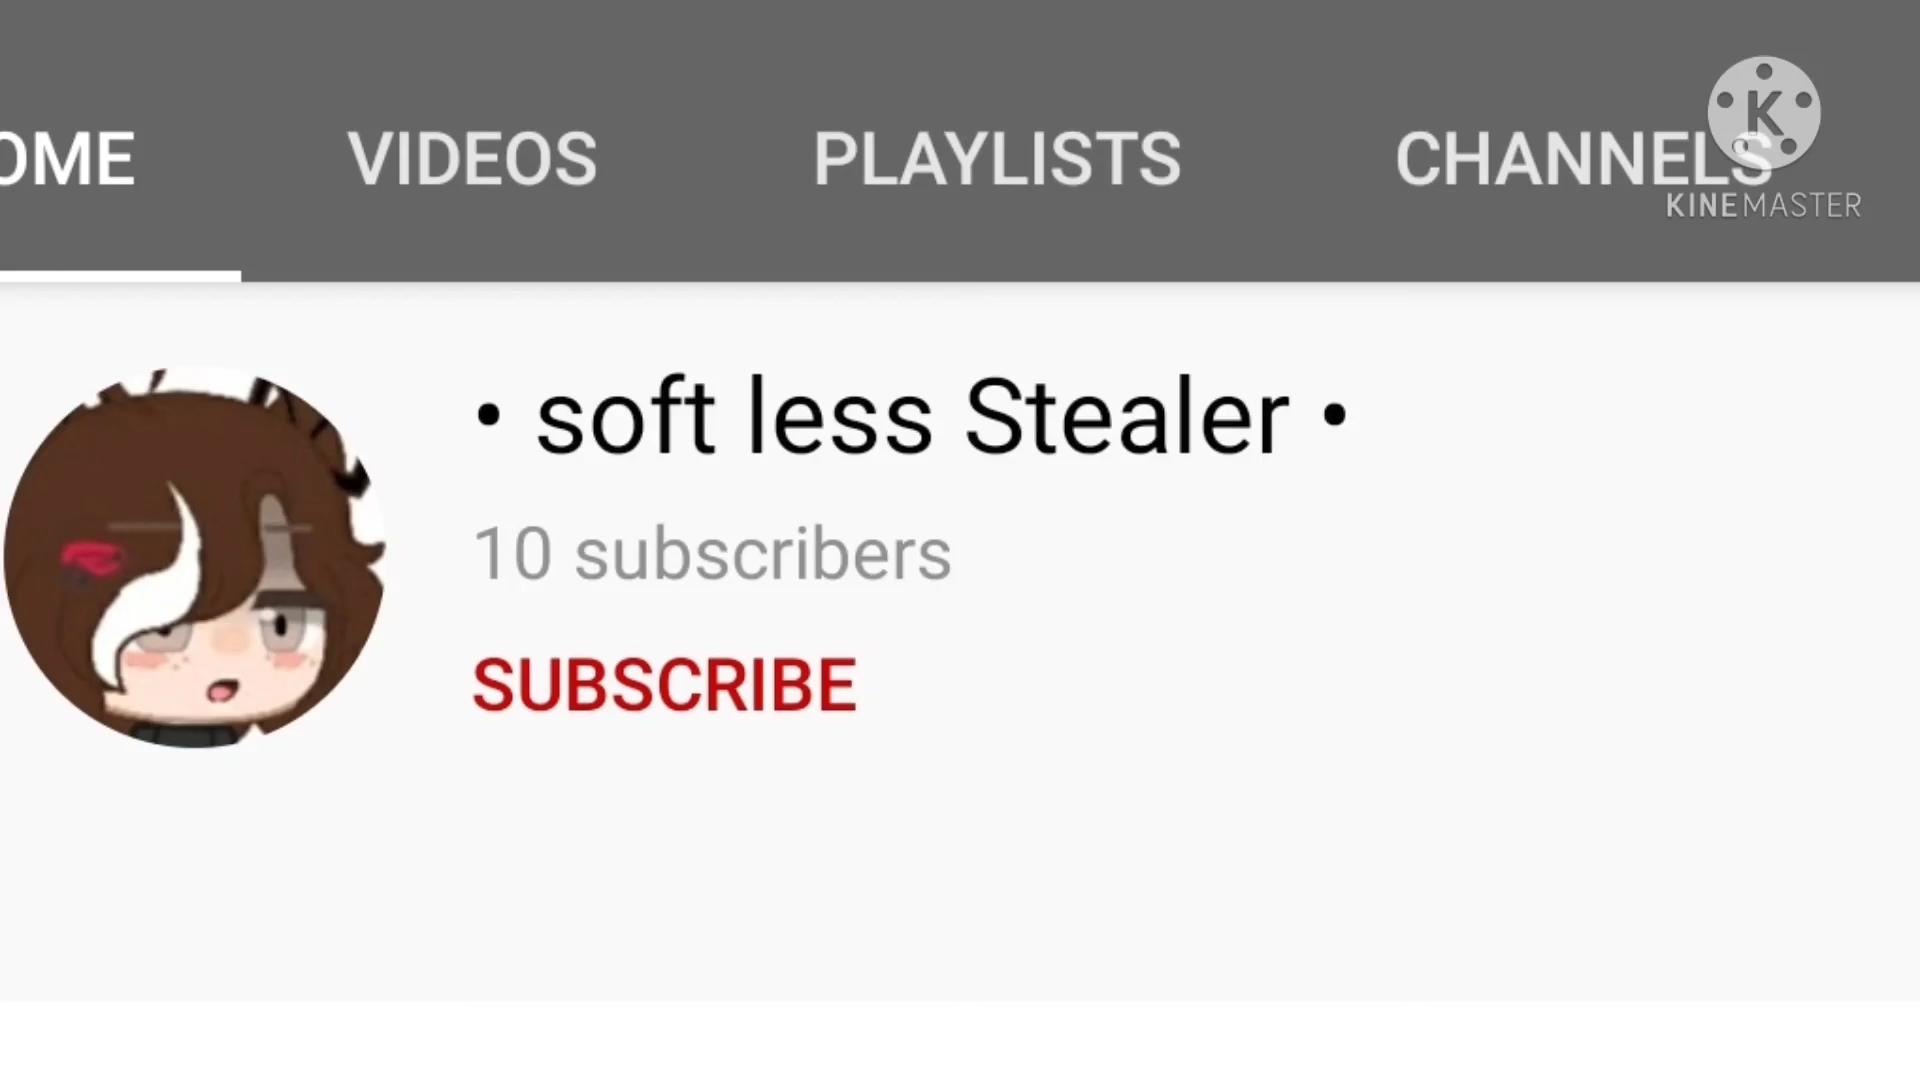 OME VIDEOS PLAYLISTS CHANNELS
K
KINEMASTER
• soft less Stealer •
10 subscribers
SUBSCRIBE